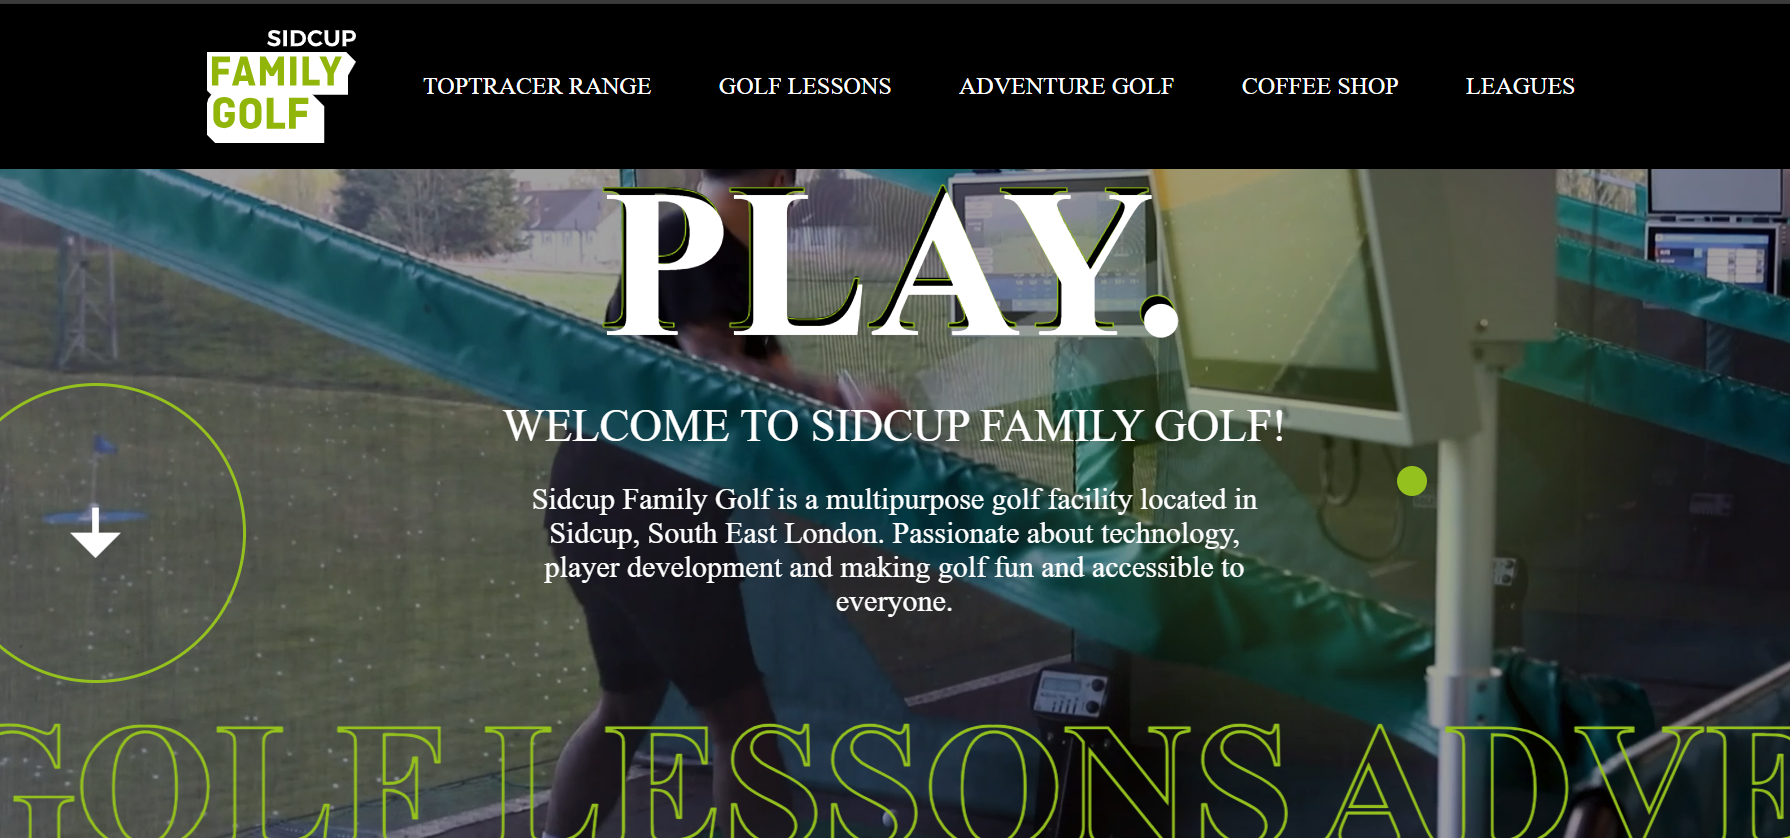 SIDCUP
FAMILY
GOLF
TOPTRACER RANGE
GOLF LESSONS
ADVENTURE GOLF
COFFEE SHOP
LEAGUES
PLAY.
WELCOME TO SIDCUP FAMILY GOLF!
Sidcup Family Golf is a multipurpose golf facility located in
Sidcup, South East London. Passionate about technology,
player development and making golf fun and accessible to
everyone.
GOLF LESSONS ADVE